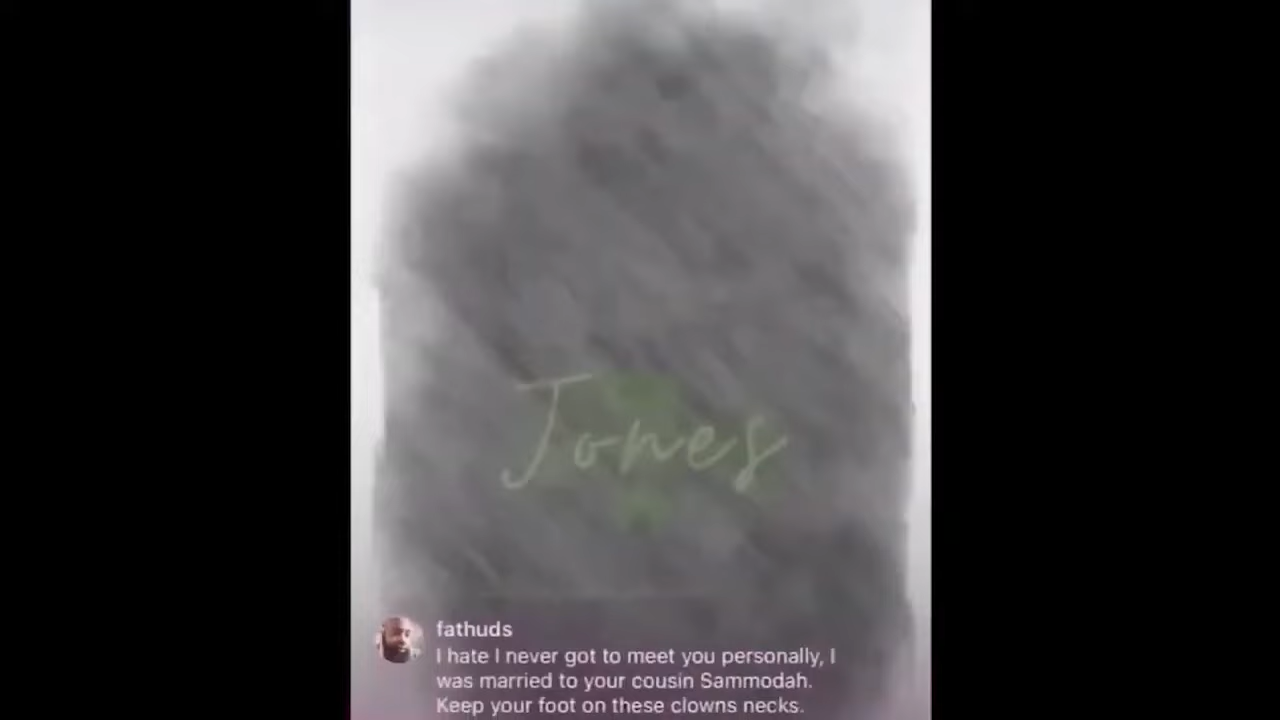 Jones
fathuds
I hate I never got to meet you personally, I
was married to your cousin Sammodah.
Keep your foot on these clowns necks.